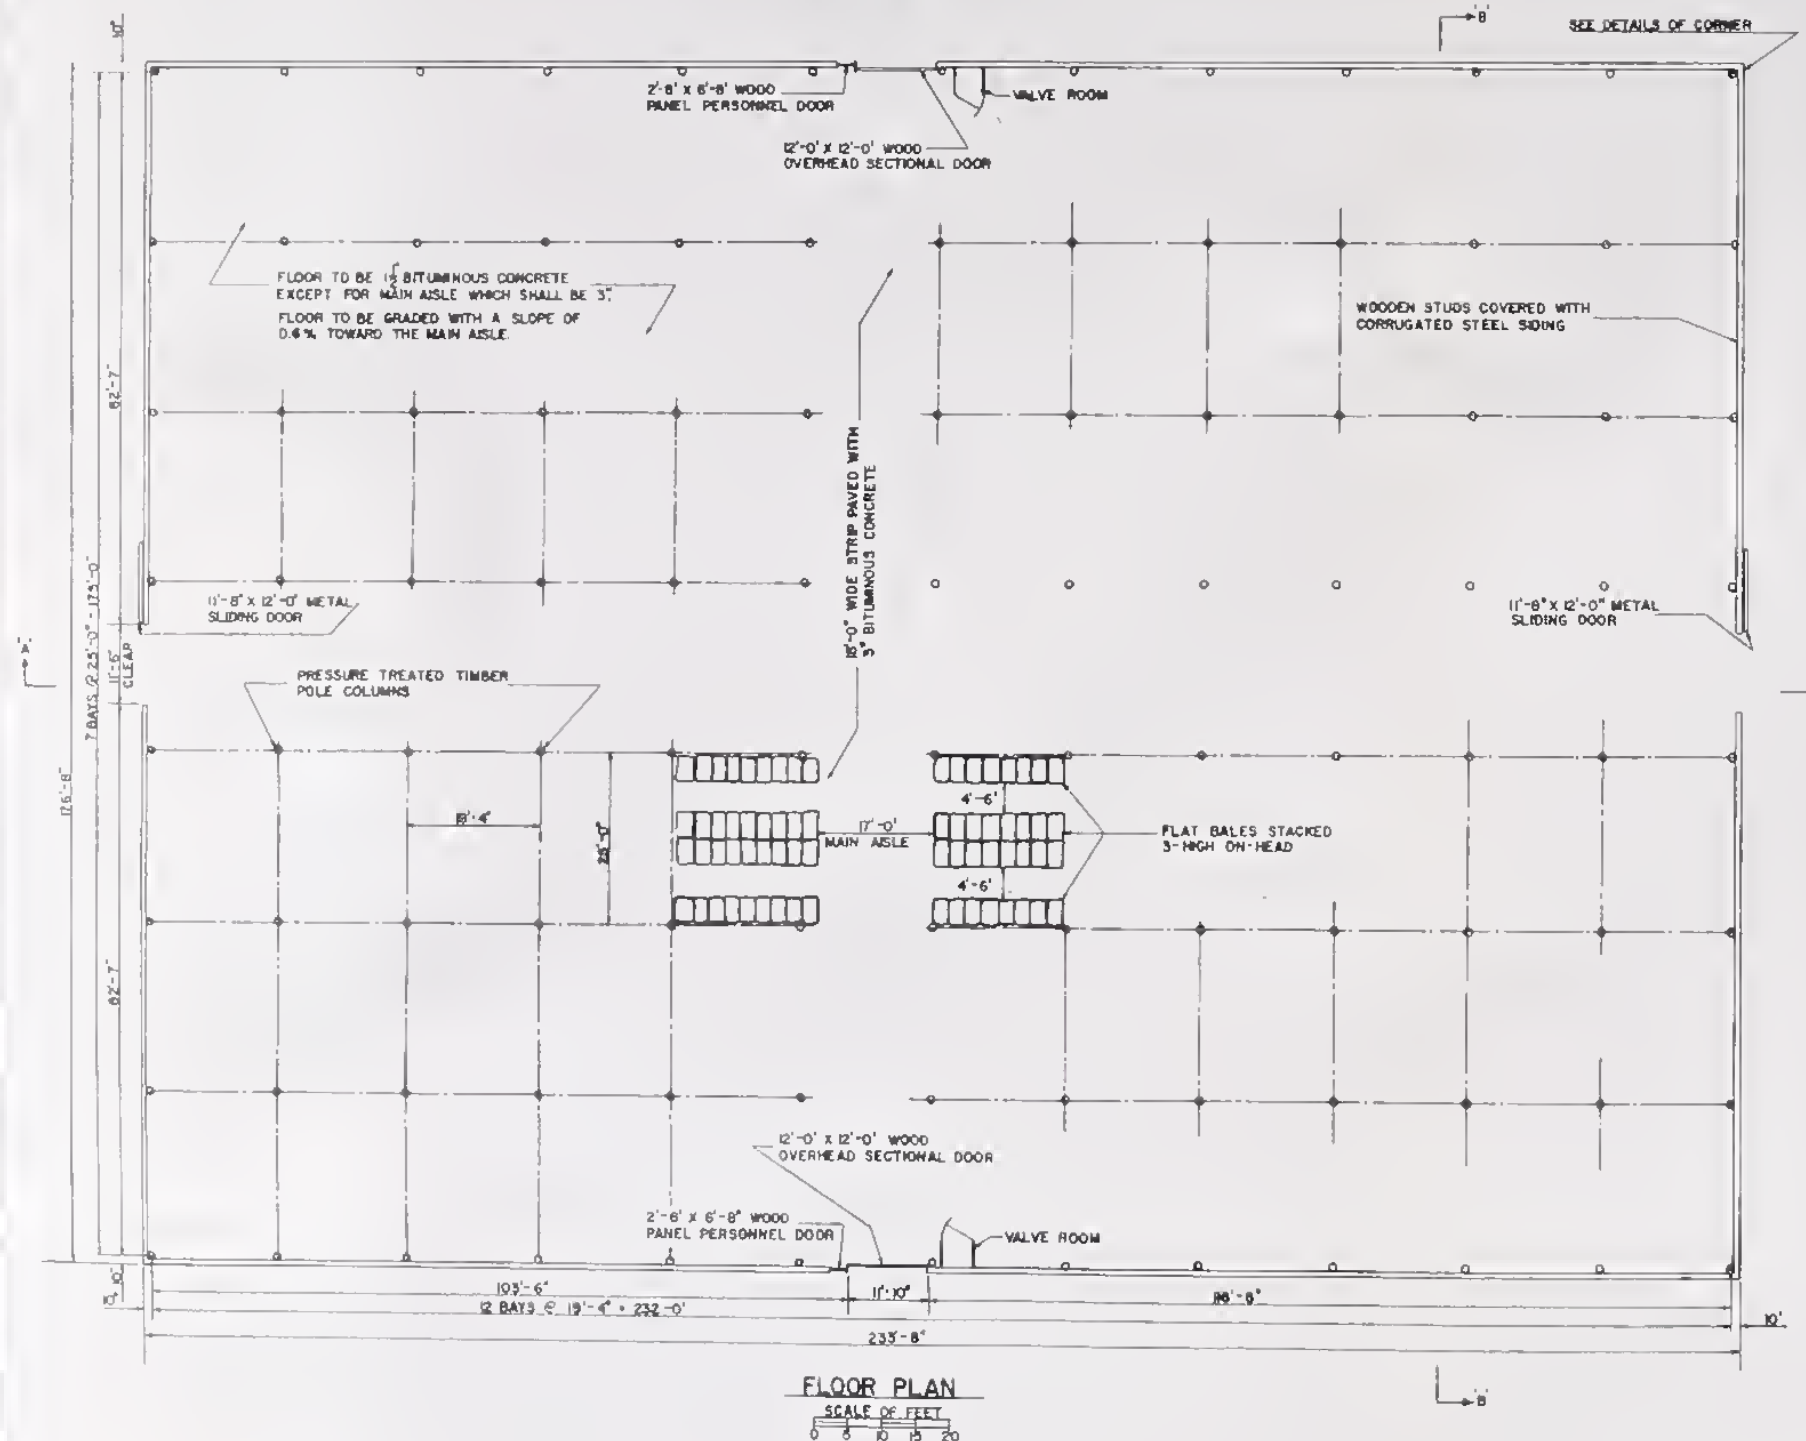 'B'
SEE DETAILS OF CORNER
10"
2'-8" X 6'-8" WOOD
PANEL PERSONNEL DOOR
VALVE ROOM
12'-0" X 12'-0" WOOD
OVERHEAD SECTIONAL DOOR
FLOOR TO BE 1½" BITUMINOUS CONCRETE
EXCEPT FOR MAIN AISLE WHICH SHALL BE 3".
FLOOR TO BE GRADED WITH A SLOPE OF
0.6% TOWARD THE MAIN AISLE.
WOODEN STUDS COVERED WITH
CORRUGATED STEEL SIDING
82'-7"
18'-0" WIDE STRIP PAVED WITH
3" BITUMINOUS CONCRETE
11'-8" X 12'-0" METAL
SLIDING DOOR
11'-8" X 12'-0" METAL
SLIDING DOOR
'A'
7 BAYS @ 25'-0" = 175'-0"
11'-6"
CLEAR
PRESSURE TREATED TIMBER
POLE COLUMNS
176'-8"
19'-4"
25'-0"
17'-0"
MAIN AISLE
4'-6"
4'-6"
FLAT BALES STACKED
3-HIGH ON-HEAD
82'-7"
12'-0" X 12'-0" WOOD
OVERHEAD SECTIONAL DOOR
2'-6" X 6'-8" WOOD
PANEL PERSONNEL DOOR
VALVE ROOM
10"
10"
103'-6"
11'-10"
12 BAYS @ 19'-4" = 232'-0"
10"
233'-8"
FLOOR PLAN
SCALE OF FEET
0 5 10 15 20
'B'